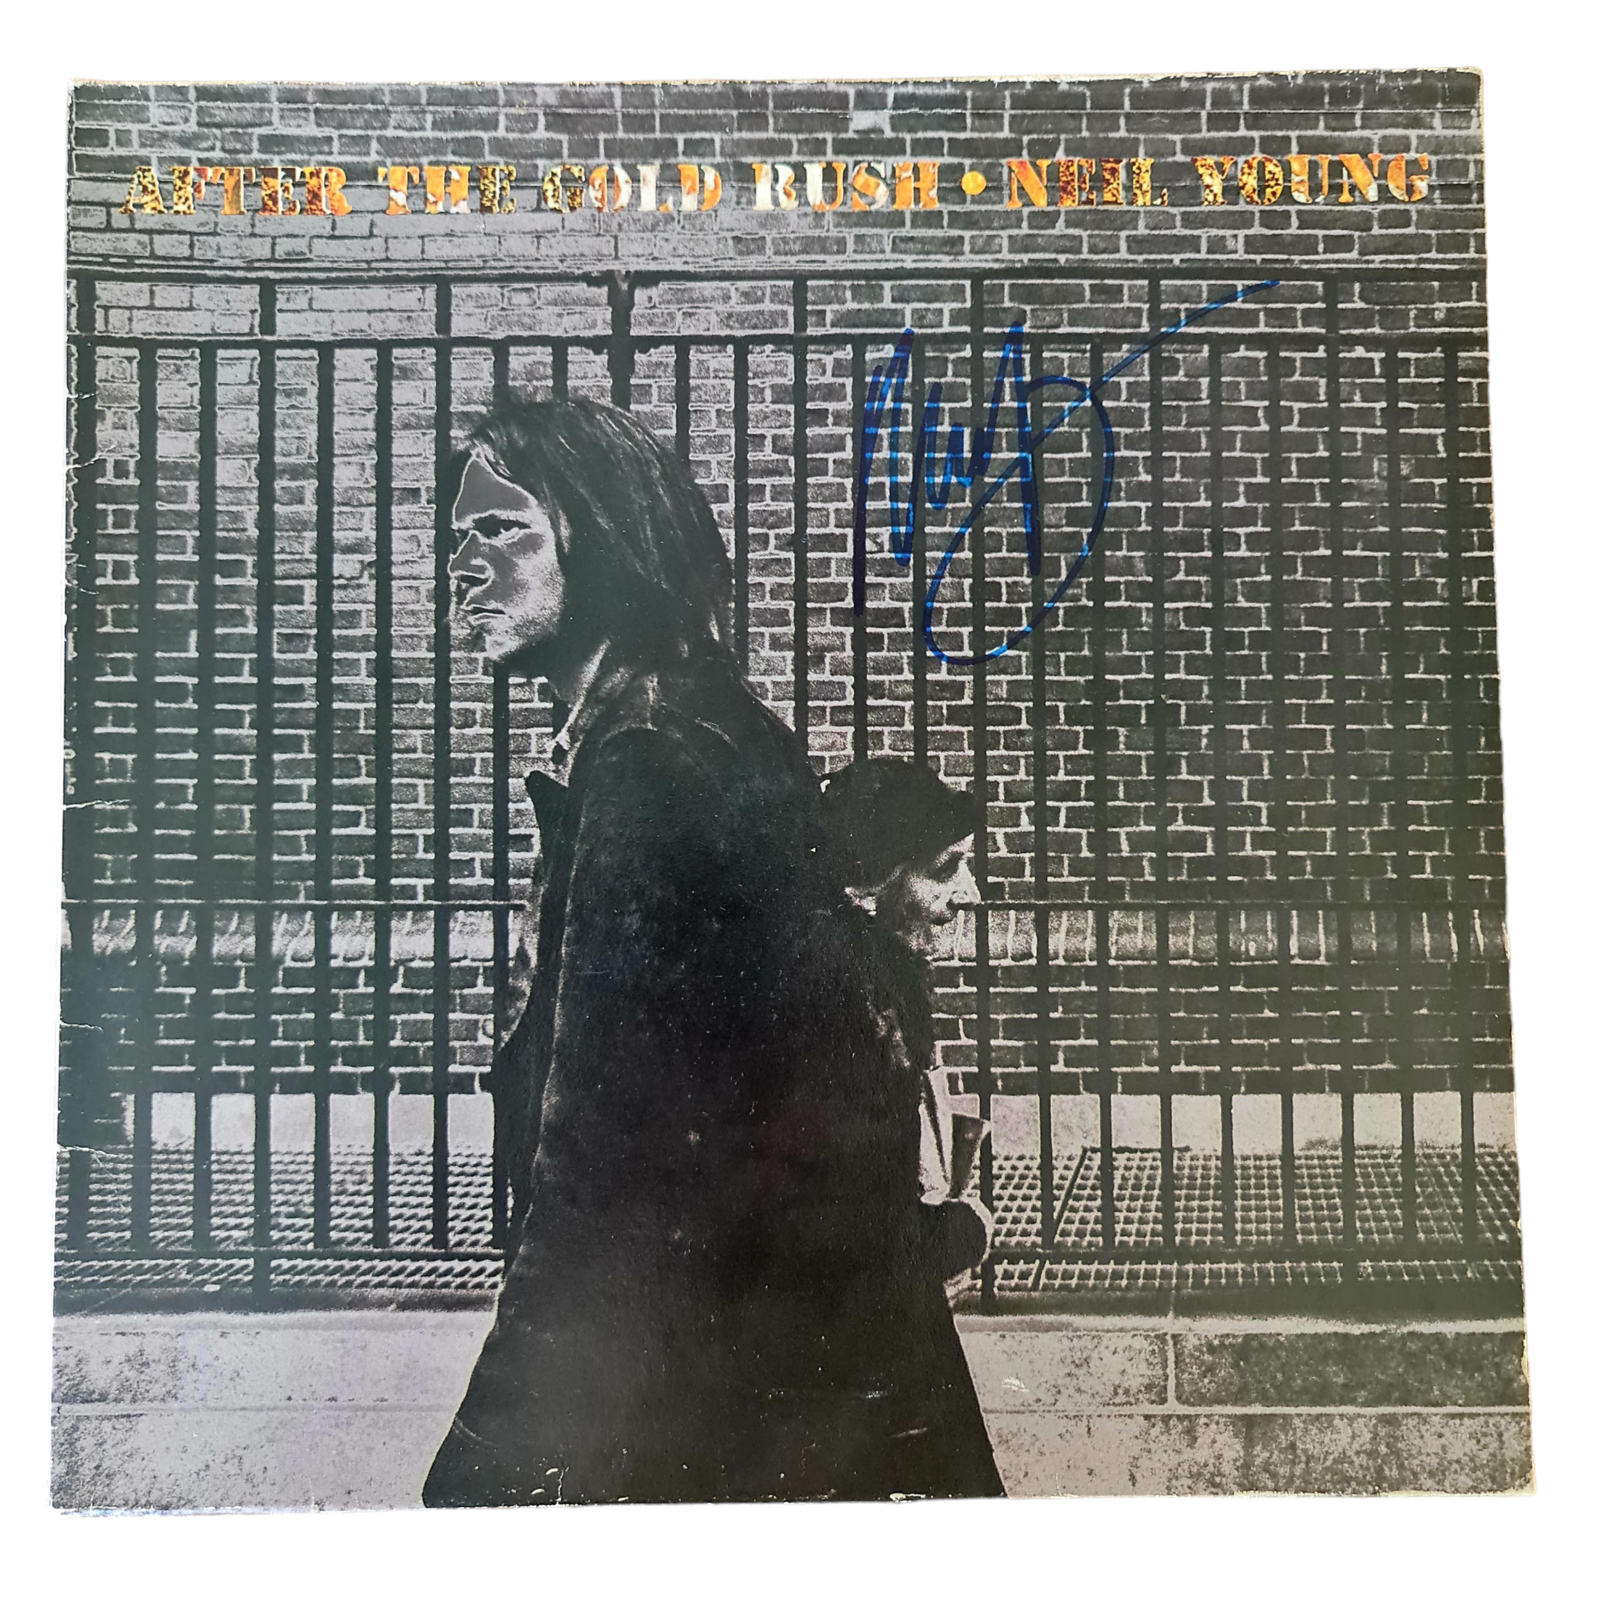 AFTER THE GOLD RUSH • NEIL YOUNG